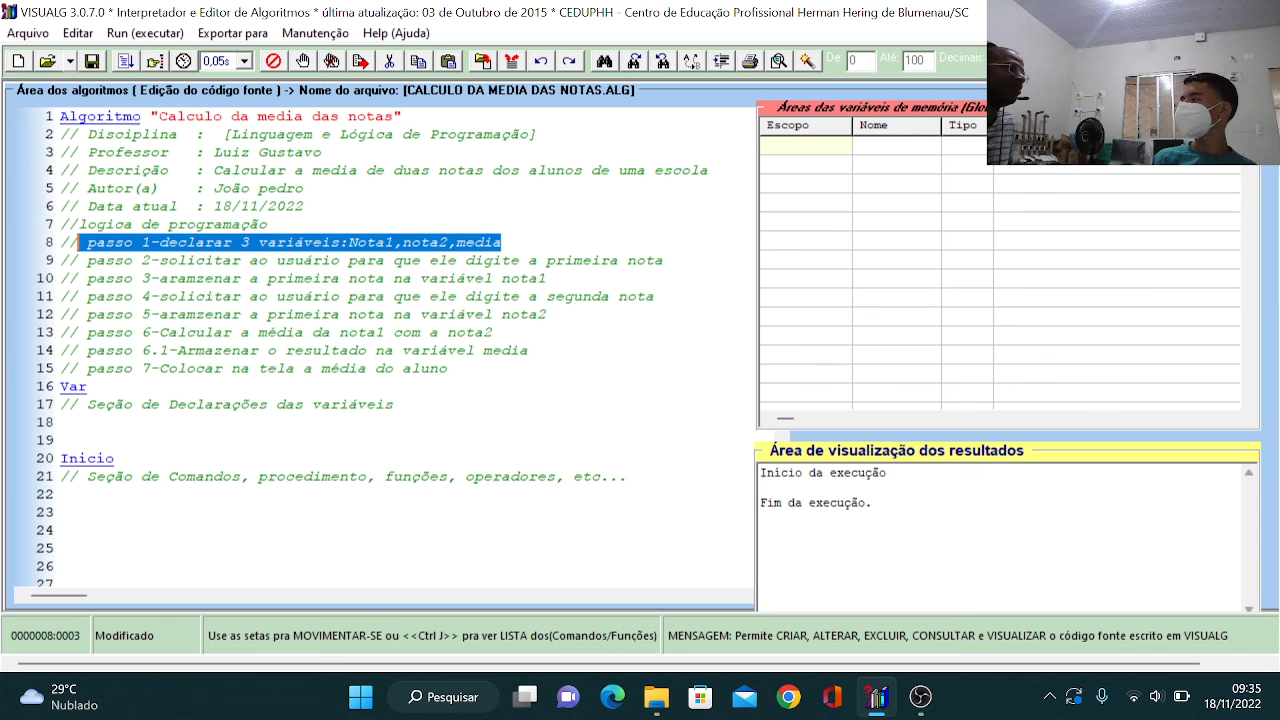 VISUALG 3.0.7.0 * Interpretador e Editor de Algoritmos * última atualização: 03 de Outubro de 2015 * CEDUPHH - Centro de Educação Profissional Herman Hering de Blumenau/SC
Arquivo Editar Run (executar) Exportar para Manutenção Help (Ajuda)
0,05s De: 0 Até: 100 Decimais:
Área dos algoritmos ( Edição do código fonte ) -> Nome do arquivo: [CALCULO DA MEDIA DAS NOTAS.ALG]
1 Algoritmo "Calculo da media das notas"
2 // Disciplina : [Linguagem e Lógica de Programação]
3 // Professor : Luiz Gustavo
4 // Descrição : Calcular a media de duas notas dos alunos de uma escola
5 // Autor(a) : João pedro
6 // Data atual : 18/11/2022
7 //logica de programação
8 // passo 1-declarar 3 variáveis:Nota1,nota2,media
9 // passo 2-solicitar ao usuário para que ele digite a primeira nota
10 // passo 3-aramzenar a primeira nota na variável nota1
11 // passo 4-solicitar ao usuário para que ele digite a segunda nota
12 // passo 5-aramzenar a primeira nota na variável nota2
13 // passo 6-Calcular a média da nota1 com a nota2
14 // passo 6.1-Armazenar o resultado na variável media
15 // passo 7-Colocar na tela a média do aluno
16 Var
17 // Seção de Declarações das variáveis
18
19
20 Inicio
21 // Seção de Comandos, procedimento, funções, operadores, etc...
22
23
24
25
26
27
Áreas das variáveis de memória (Glo
Escopo Nome Tipo
Área de visualização dos resultados
Início da execução
Fim da execução.
0000008:0003 Modificado Use as setas pra MOVIMENTAR-SE ou <<Ctrl J>> pra ver LISTA dos(Comandos/Funções) MENSAGEM: Permite CRIAR, ALTERAR, EXCLUIR, CONSULTAR e VISUALIZAR o código fonte escrito em VISUALG
29°C
Nublado
Pesquisar
09:35
18/11/2022